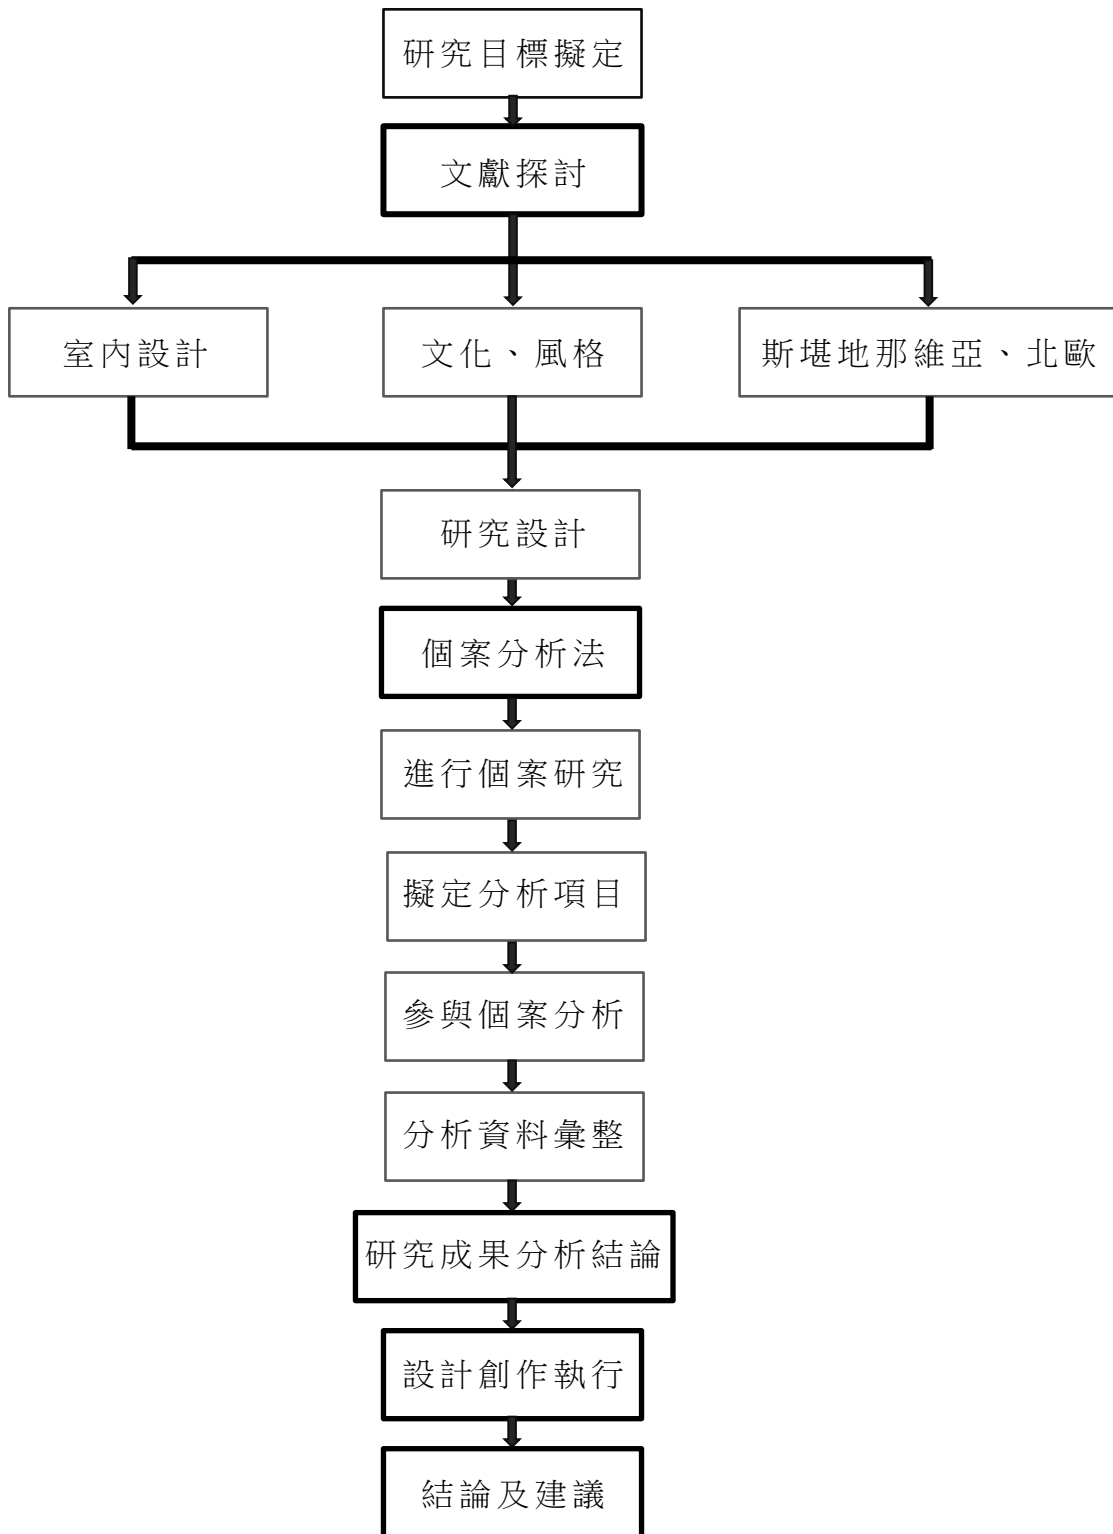 研究目標擬定
文獻探討
室內設計
文化、風格
斯堪地那維亞、北歐
研究設計
個案分析法
進行個案研究
擬定分析項目
參與個案分析
分析資料彙整
研究成果分析結論
設計創作執行
結論及建議